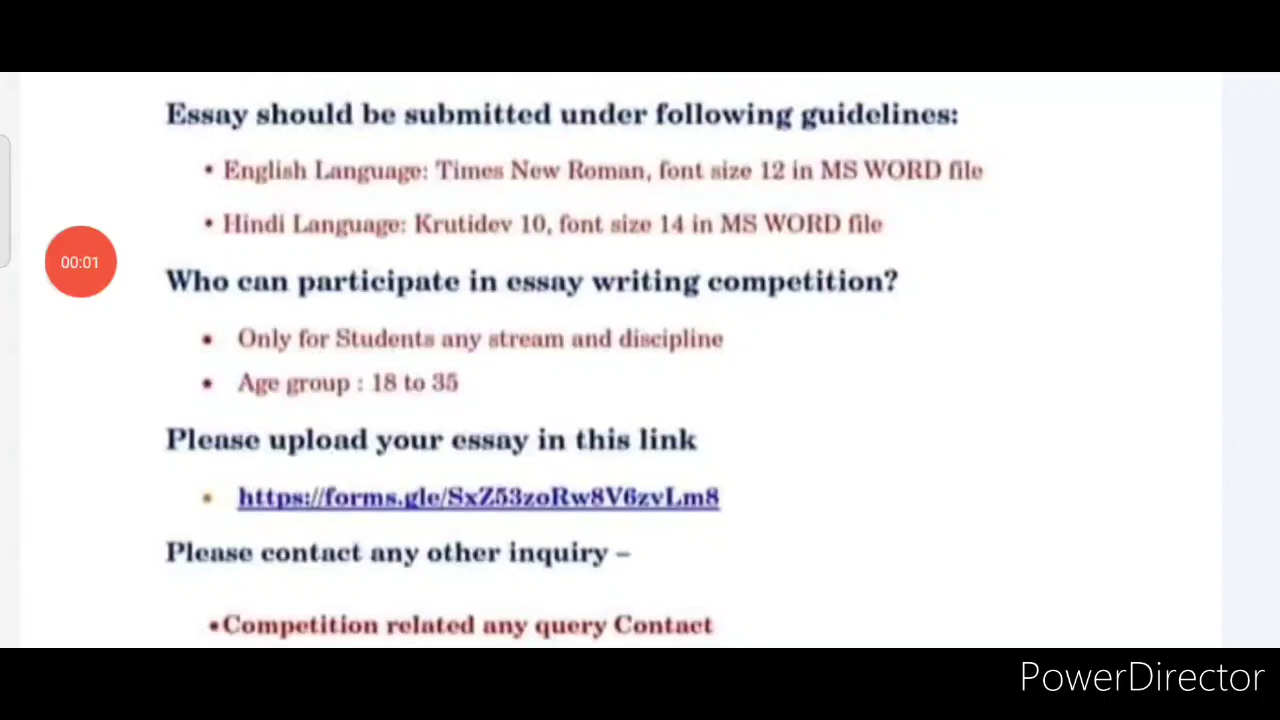 Essay should be submitted under following guidelines:
• English Language: Times New Roman, font size 12 in MS WORD file
• Hindi Language: Krutidev 10, font size 14 in MS WORD file
00:01
Who can participate in essay writing competition?
• Only for Students any stream and discipline
• Age group : 18 to 35
Please upload your essay in this link
• https://forms.gle/SxZ53zoRw8V6zvLm8
Please contact any other inquiry –
•Competition related any query Contact
PowerDirector